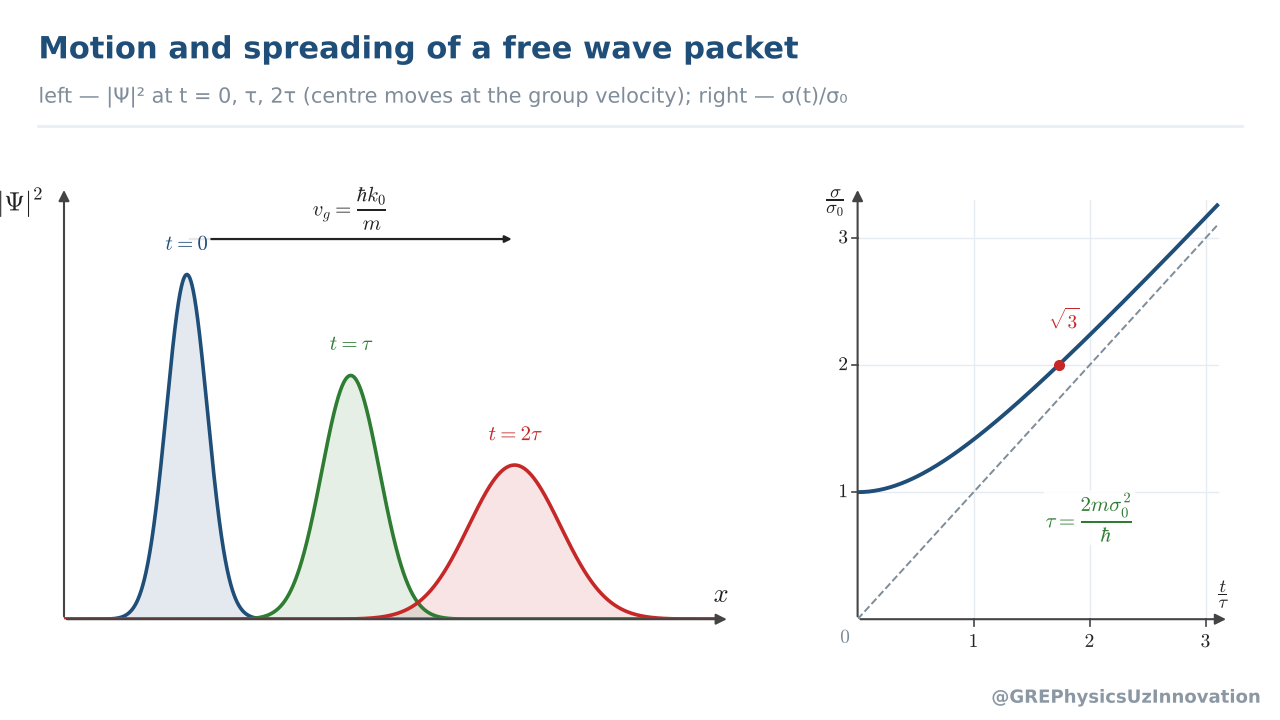 Motion and spreading of a free wave packet
left — |Ψ|² at t = 0, τ, 2τ (centre moves at the group velocity); right — σ(t)/σ₀
|Ψ|²
v_g = ħk₀/m
t = 0
t = τ
t = 2τ
x
σ/σ₀
3
2
1
0
√3
τ = 2mσ₀²/ħ
t/τ
1 2 3
@GREPhysicsUzInnovation